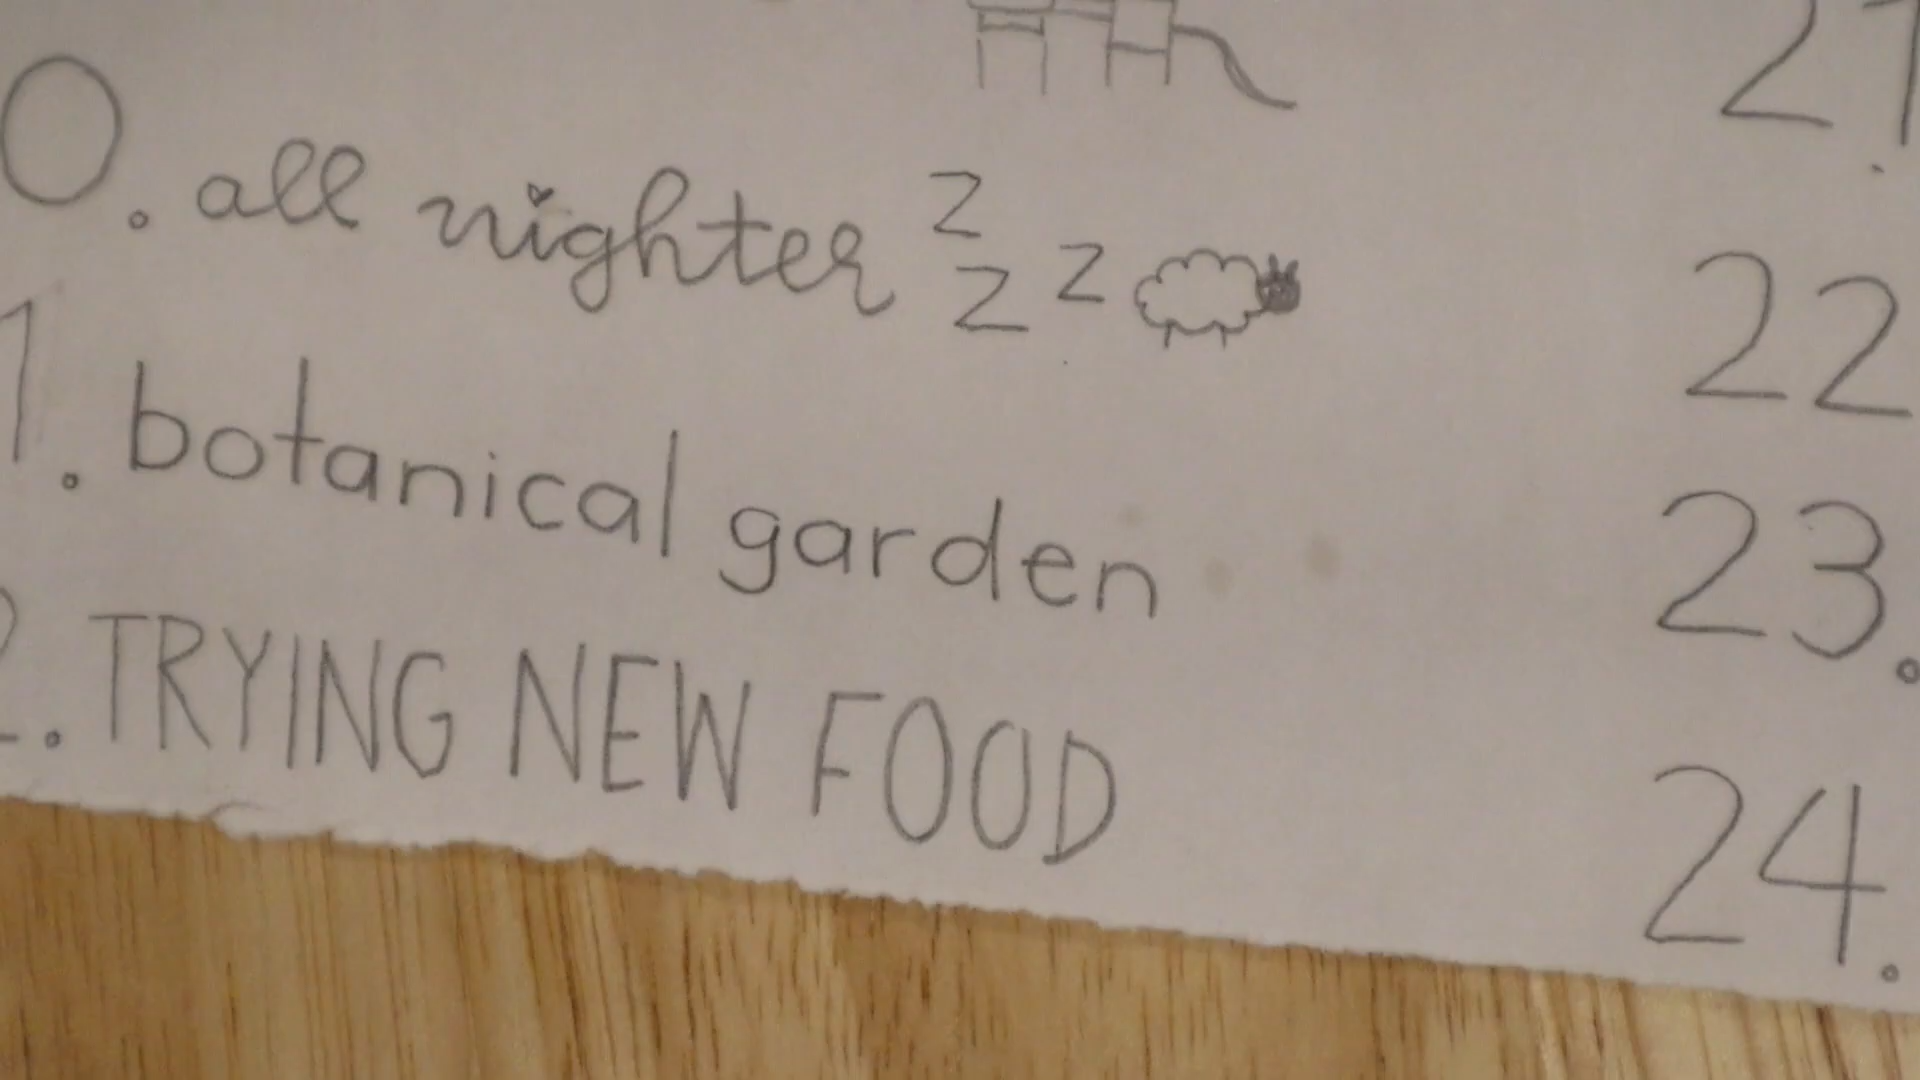 0. all nighter z z z
1. botanical garden
2. TRYING NEW FOOD
21.
22
23.
24.